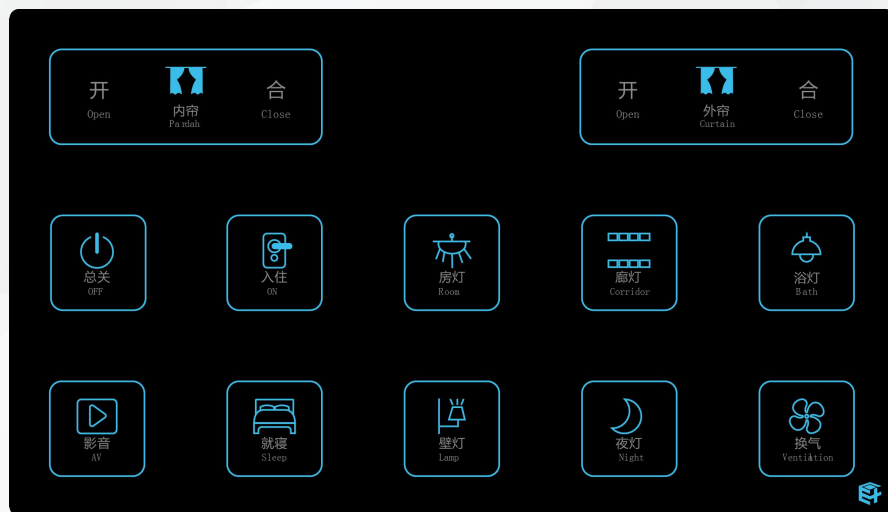 开
内帘
合
Open
Pardah
Close
开
外帘
合
Open
Curtain
Close
总关
OFF
入住
ON
房灯
Room
廊灯
Corridor
浴灯
Bath
影音
AV
就寝
Sleep
壁灯
Lamp
夜灯
Night
换气
Ventilation